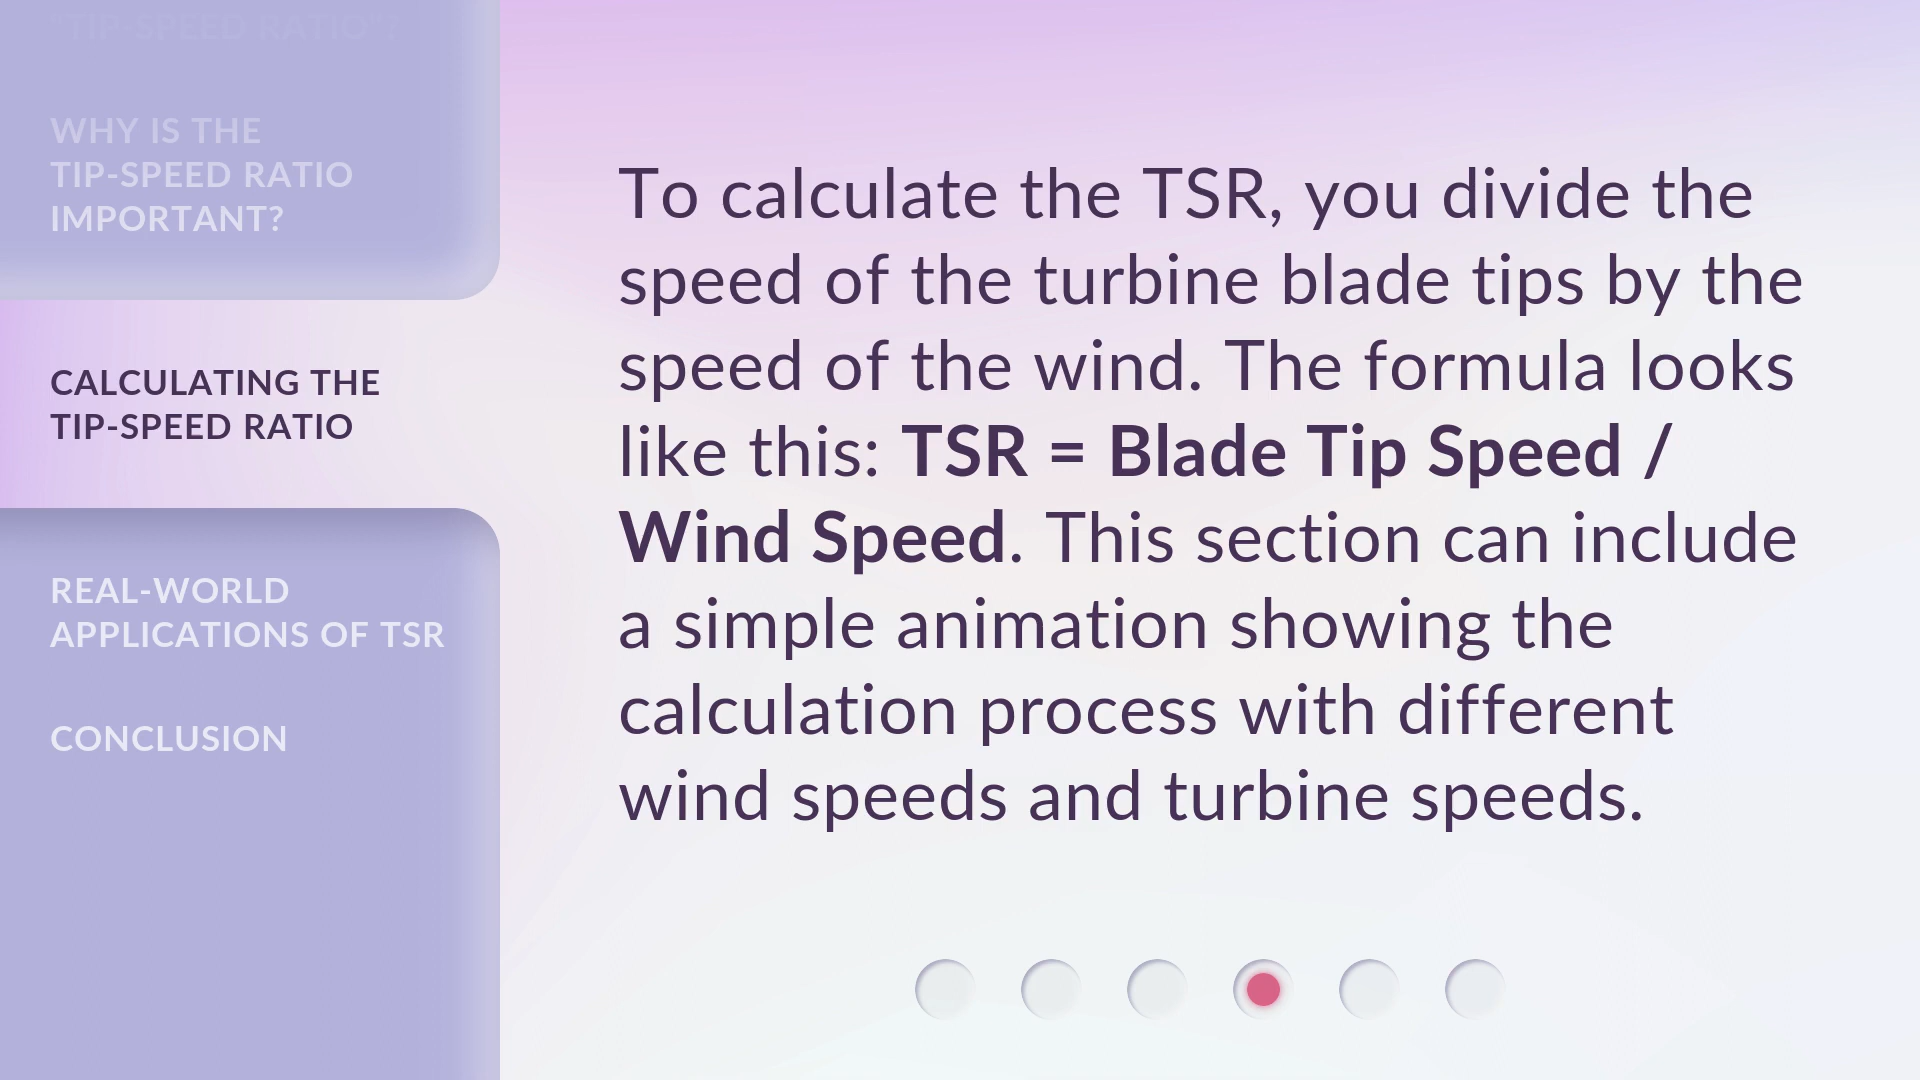 "TIP-SPEED RATIO"?
WHY IS THE
TIP-SPEED RATIO
IMPORTANT?
CALCULATING THE
TIP-SPEED RATIO
REAL-WORLD
APPLICATIONS OF TSR
CONCLUSION
To calculate the TSR, you divide the
speed of the turbine blade tips by the
speed of the wind. The formula looks
like this: TSR = Blade Tip Speed /
Wind Speed. This section can include
a simple animation showing the
calculation process with different
wind speeds and turbine speeds.